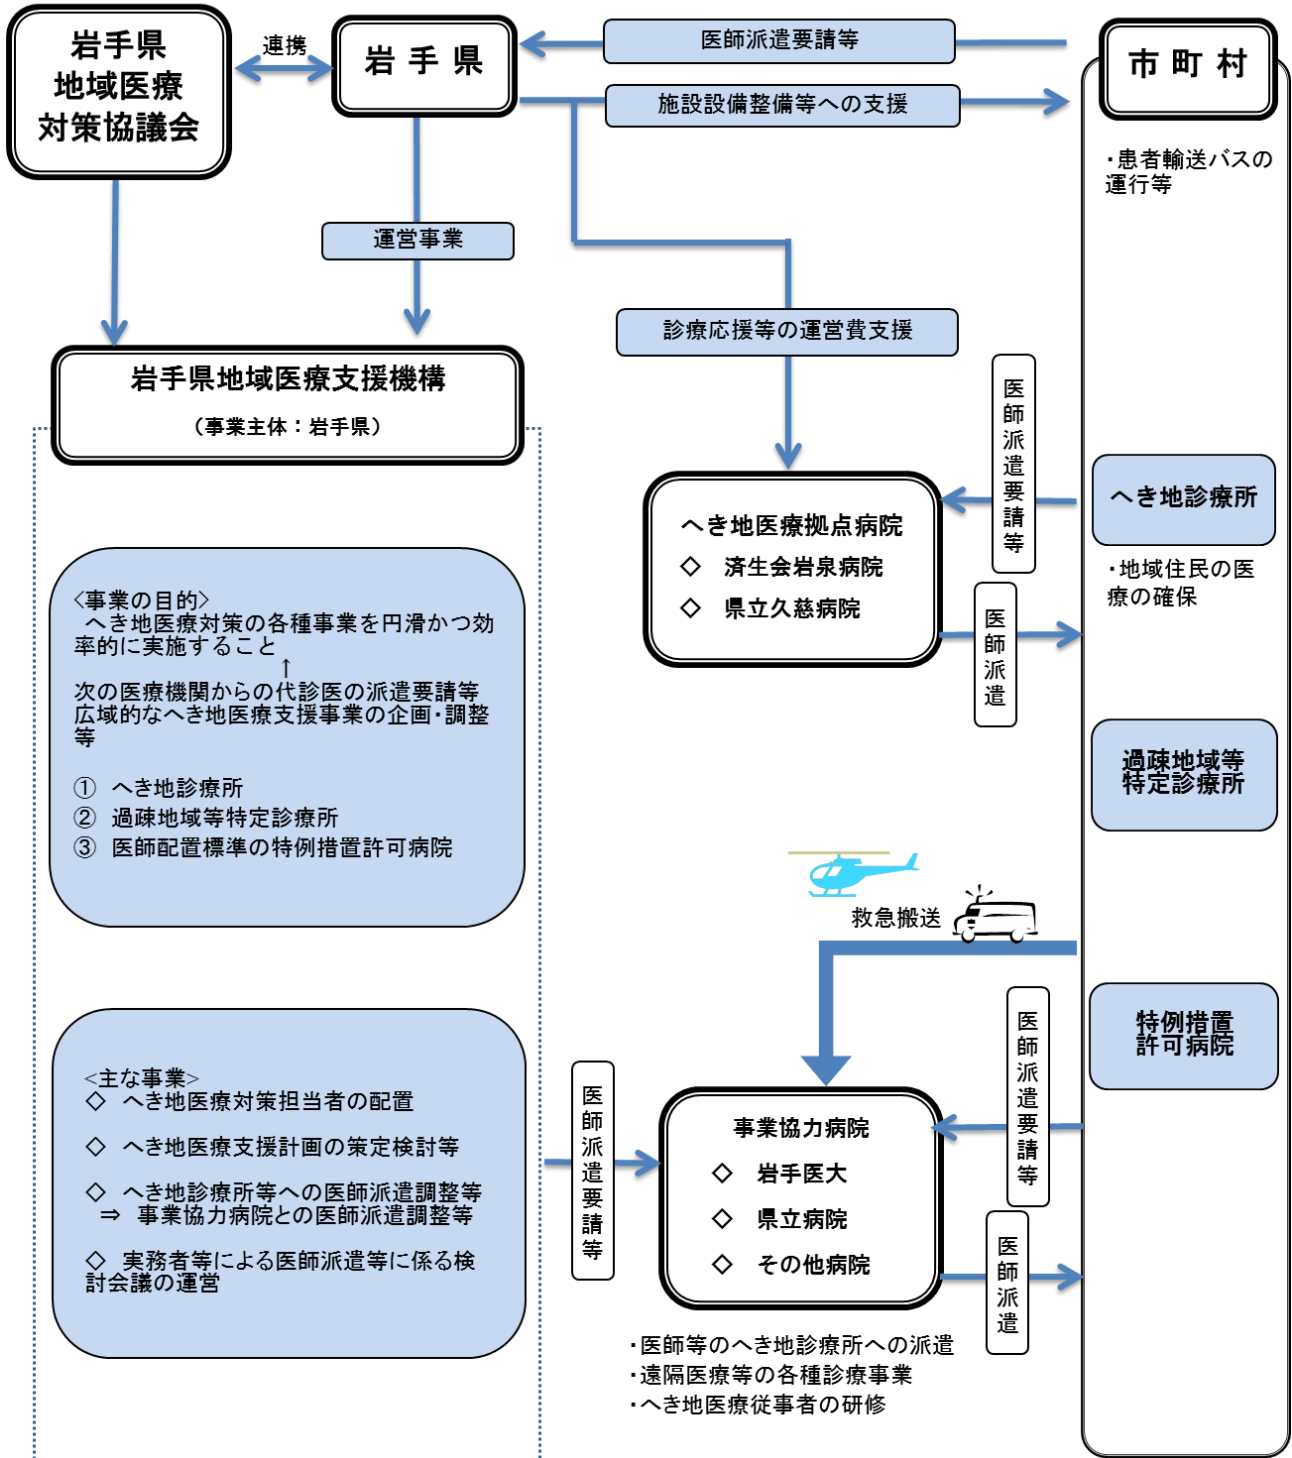 岩手県
地域医療
対策協議会
連携
岩 手 県
医師派遣要請等
施設設備整備等への支援
市 町 村
・患者輸送バスの
運行等
運営事業
診療応援等の運営費支援
岩手県地域医療支援機構
（事業主体：岩手県）
医師派遣要請等
へき地医療拠点病院
◇ 済生会岩泉病院
◇ 県立久慈病院
へき地診療所
・地域住民の医
療の確保
医師派遣
<事業の目的>
へき地医療対策の各種事業を円滑かつ効
率的に実施すること
↑
次の医療機関からの代診医の派遣要請等
広域的なへき地医療支援事業の企画・調整
等
① へき地診療所
② 過疎地域等特定診療所
③ 医師配置標準の特例措置許可病院
過疎地域等
特定診療所
救急搬送
特例措置
許可病院
<主な事業>
◇ へき地医療対策担当者の配置
◇ へき地医療支援計画の策定検討等
◇ へき地診療所等への医師派遣調整等
⇒ 事業協力病院との医師派遣調整等
◇ 実務者等による医師派遣等に係る検
討会議の運営
医師派遣要請等
事業協力病院
◇ 岩手医大
◇ 県立病院
◇ その他病院
医師派遣要請等
医師派遣
・医師等のへき地診療所への派遣
・遠隔医療等の各種診療事業
・へき地医療従事者の研修